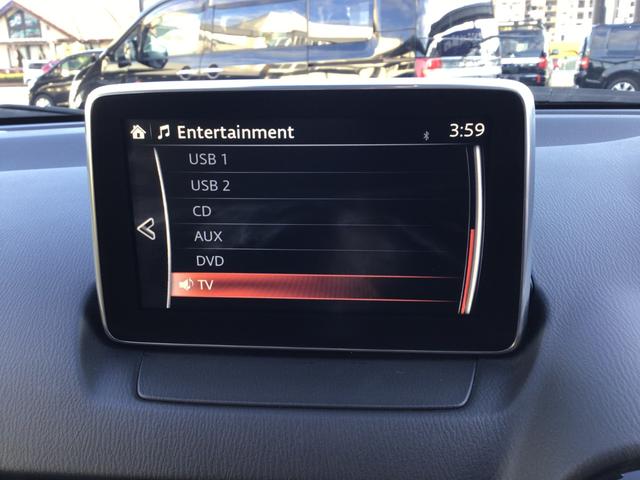 Entertainment 3:59
USB 1
USB 2
CD
AUX
DVD
TV